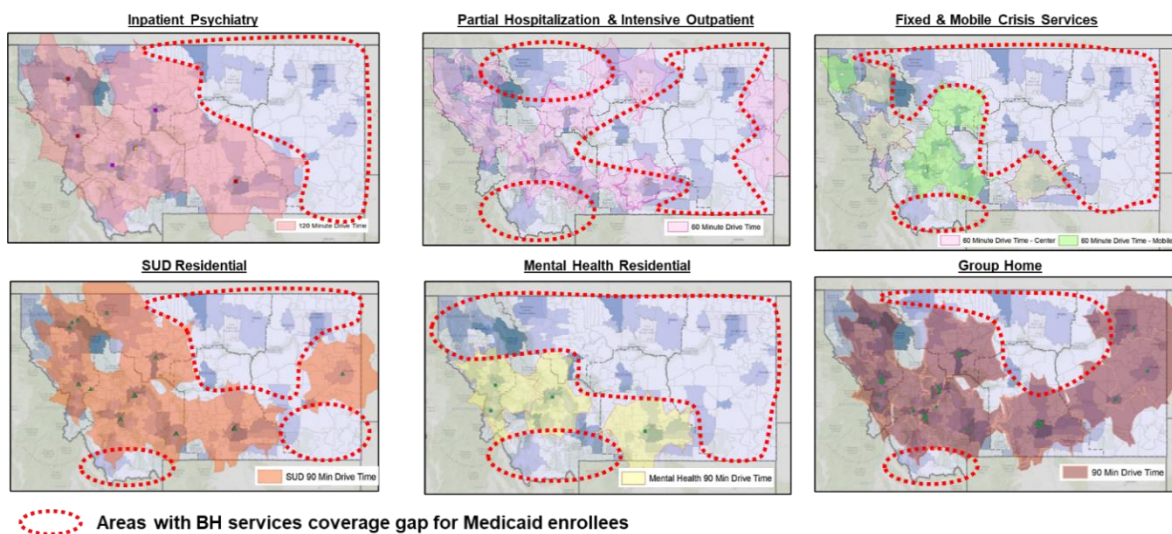 Inpatient Psychiatry
Partial Hospitalization & Intensive Outpatient
Fixed & Mobile Crisis Services
120 Minute Drive Time
60 Minute Drive Time
60 Minute Drive Time - Center
60 Minute Drive Time - Mobile
SUD Residential
Mental Health Residential
Group Home
SUD 90 Min Drive Time
Mental Health 90 Min Drive Time
90 Min Drive Time
Areas with BH services coverage gap for Medicaid enrollees